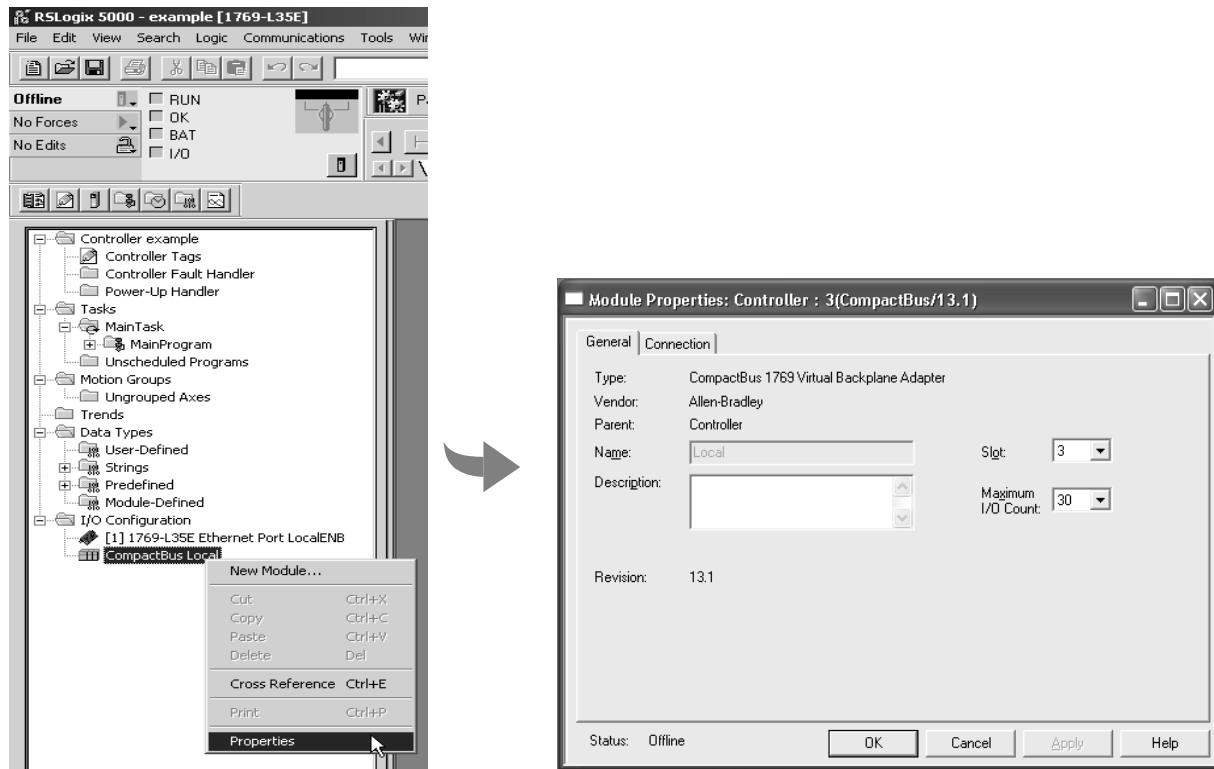 RSLogix 5000 - example [1769-L35E]
File Edit View Search Logic Communications Tools
Offline
RUN
No Forces
OK
No Edits
BAT
I/O
Controller example
Controller Tags
Controller Fault Handler
Power-Up Handler
Tasks
MainTask
MainProgram
Unscheduled Programs
Motion Groups
Ungrouped Axes
Trends
Data Types
User-Defined
Strings
Predefined
Module-Defined
I/O Configuration
[1] 1769-L35E Ethernet Port LocalENB
CompactBus Local
New Module...
Cut Ctrl+X
Copy Ctrl+C
Paste Ctrl+V
Delete Del
Cross Reference Ctrl+E
Print Ctrl+P
Properties
Module Properties: Controller : 3(CompactBus/13.1)
General Connection
Type: CompactBus 1769 Virtual Backplane Adapter
Vendor: Allen-Bradley
Parent: Controller
Name: Local
Slot: 3
Description:
Maximum
I/O Count: 30
Revision: 13.1
Status: Offline
OK Cancel Apply Help